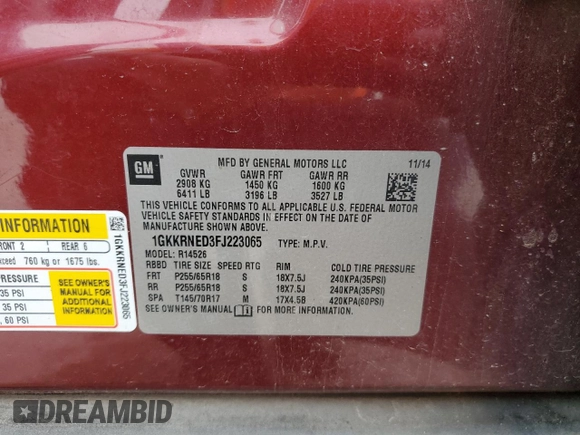 GM
MFD BY GENERAL MOTORS LLC 11/14
GVWR GAWR FRT GAWR RR
2908 KG 1450 KG 1600 KG
6411 LB 3196 LB 3527 LB
THIS VEHICLE CONFORMS TO ALL APPLICABLE U.S. FEDERAL MOTOR
VEHICLE SAFETY AND THEFT PREVENTION STANDARDS IN EFFECT ON THE DATE OF
MANUFACTURE SHOWN ABOVE.
1GKKRNED3FJ223065 TYPE: M.P.V.
MODEL: R14526
RBBD TIRE SIZE SPEED RTG RIM COLD TIRE PRESSURE
FRT P255/65R18 S 18X7.5J 240KPA(35PSI)
RR P255/65R18 S 18X7.5J 240KPA(35PSI)
SPA T145/70R17 M 17X4.5B 420KPA(60PSI)
SEE OWNER'S MANUAL FOR MORE INFORMATION.
INFORMATION
FRONT 2 REAR 6
exceed 760 kg or 1675 lbs.
PRESSURE
35 PSI
35 PSI
60 PSI
SEE OWNER'S
MANUAL FOR
ADDITIONAL
INFORMATION
1GKKRNED3FJ223065
DREAMBID